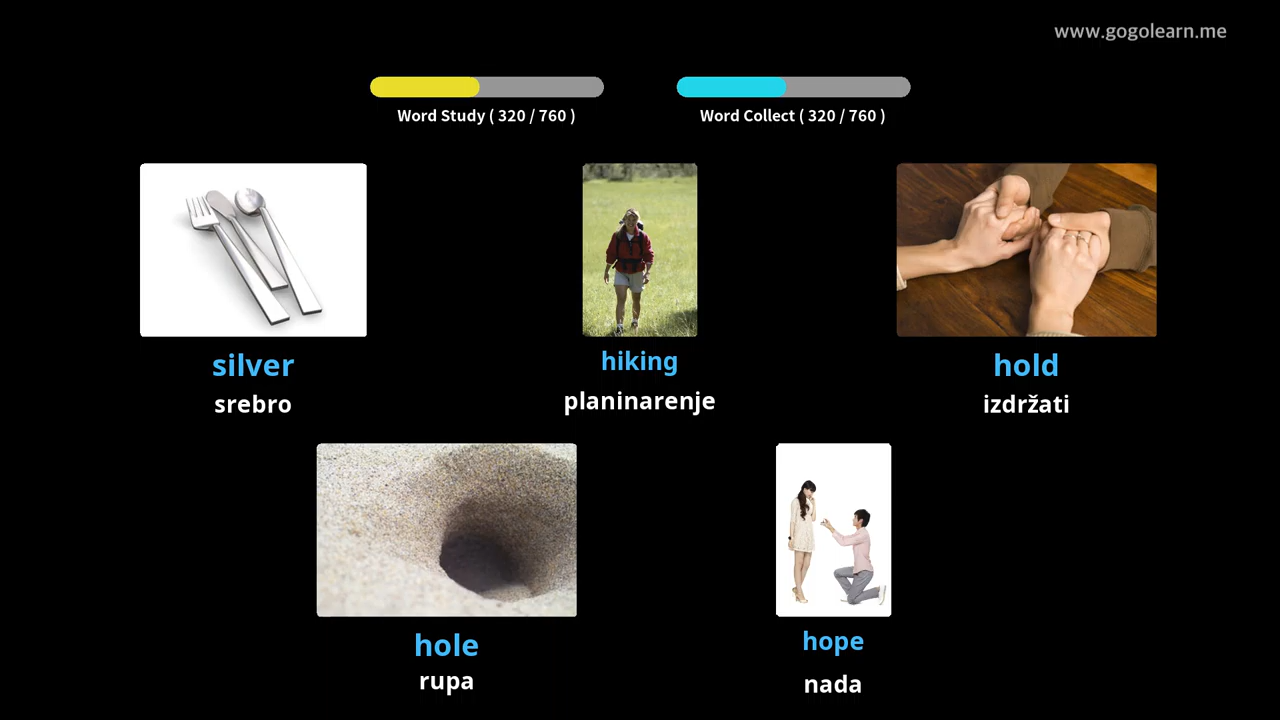 www.gogolearn.me
Word Study ( 320 / 760 )
Word Collect ( 320 / 760 )
silver
srebro
hiking
planinarenje
hold
izdržati
hole
rupa
hope
nada